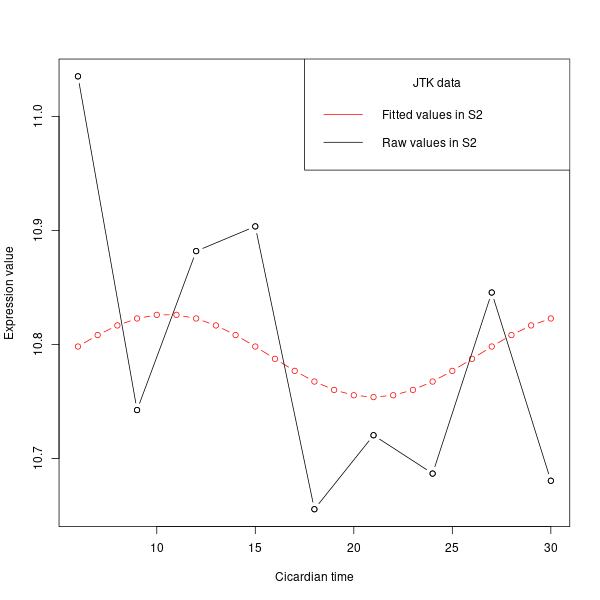 JTK data
Fitted values in S2
Raw values in S2
11.0
10.9
10.8
10.7
Expression value
10 15 20 25 30
Cicardian time